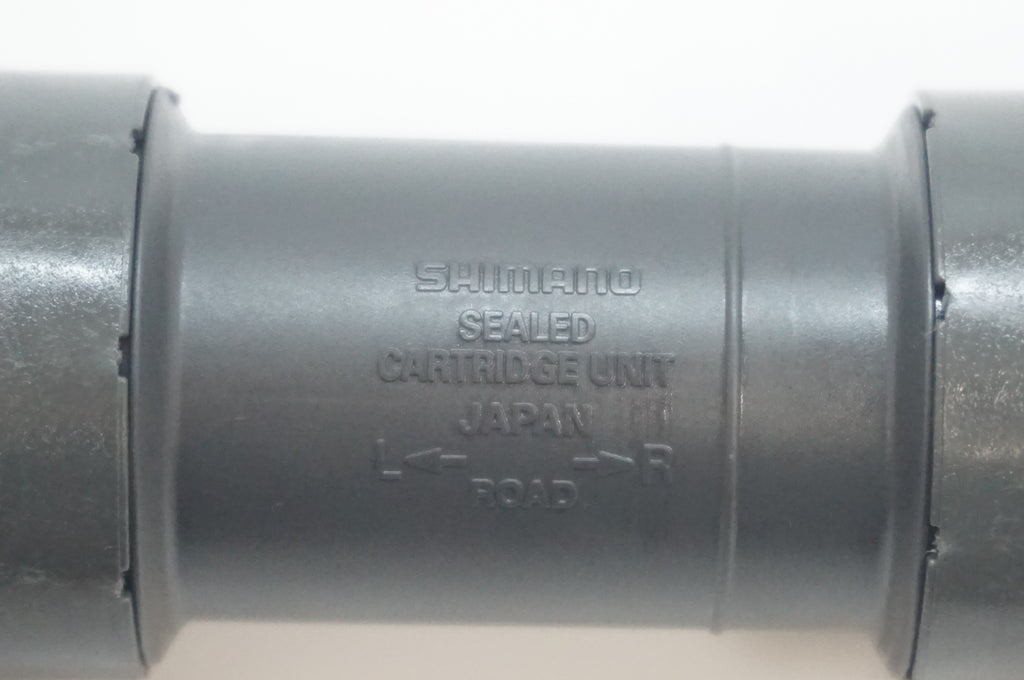 SHIMANO
SEALED
CARTRIDGE UNIT
JAPAN
L ← → R
ROAD